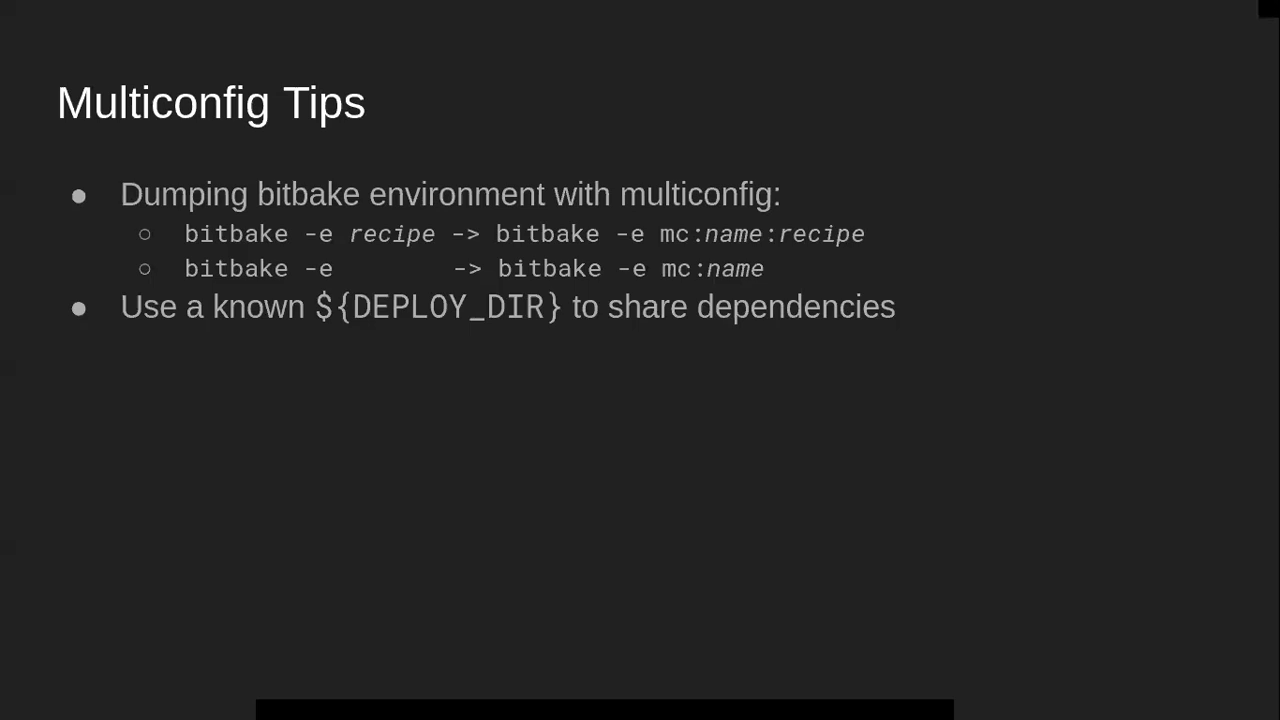 Multiconfig Tips
● Dumping bitbake environment with multiconfig:
○ bitbake -e recipe -> bitbake -e mc:name:recipe
○ bitbake -e -> bitbake -e mc:name
● Use a known ${DEPLOY_DIR} to share dependencies